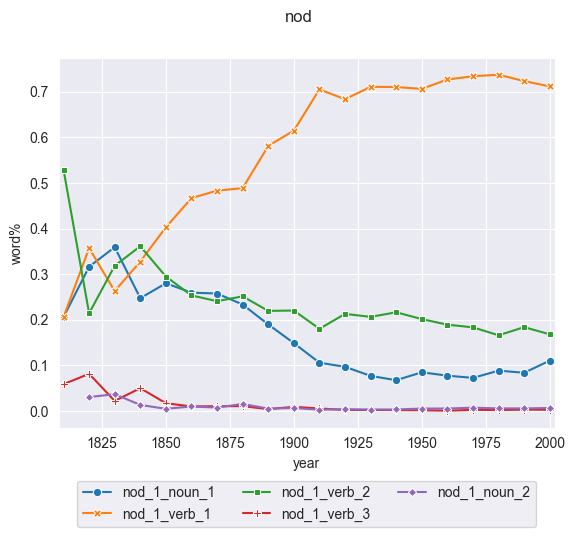 nod
0.7
0.6
0.5
0.4
0.3
0.2
0.1
0.0
word%
1825 1850 1875 1900 1925 1950 1975 2000
year
nod_1_noun_1 nod_1_verb_2 nod_1_noun_2
nod_1_verb_1 nod_1_verb_3